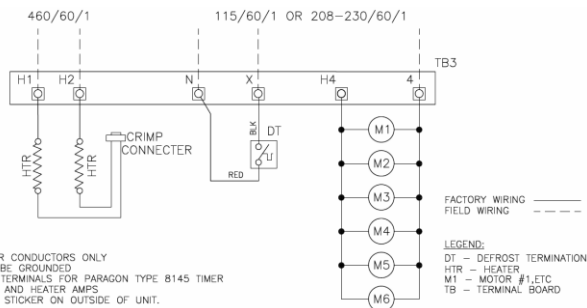 460/60/1
115/60/1 OR 208-230/60/1
TB3
H1 H2 N X H4 4
HTR
HTR
CRIMP
CONNECTER
BLK
DT
RED
M1
M2
M3
M4
M5
M6
FACTORY WIRING
FIELD WIRING
LEGEND:
DT - DEFROST TERMINATION
HTR - HEATER
M1 - MOTOR #1,ETC
TB - TERMINAL BOARD
R CONDUCTORS ONLY
BE GROUNDED
TERMINALS FOR PARAGON TYPE 8145 TIMER
AND HEATER AMPS
STICKER ON OUTSIDE OF UNIT.